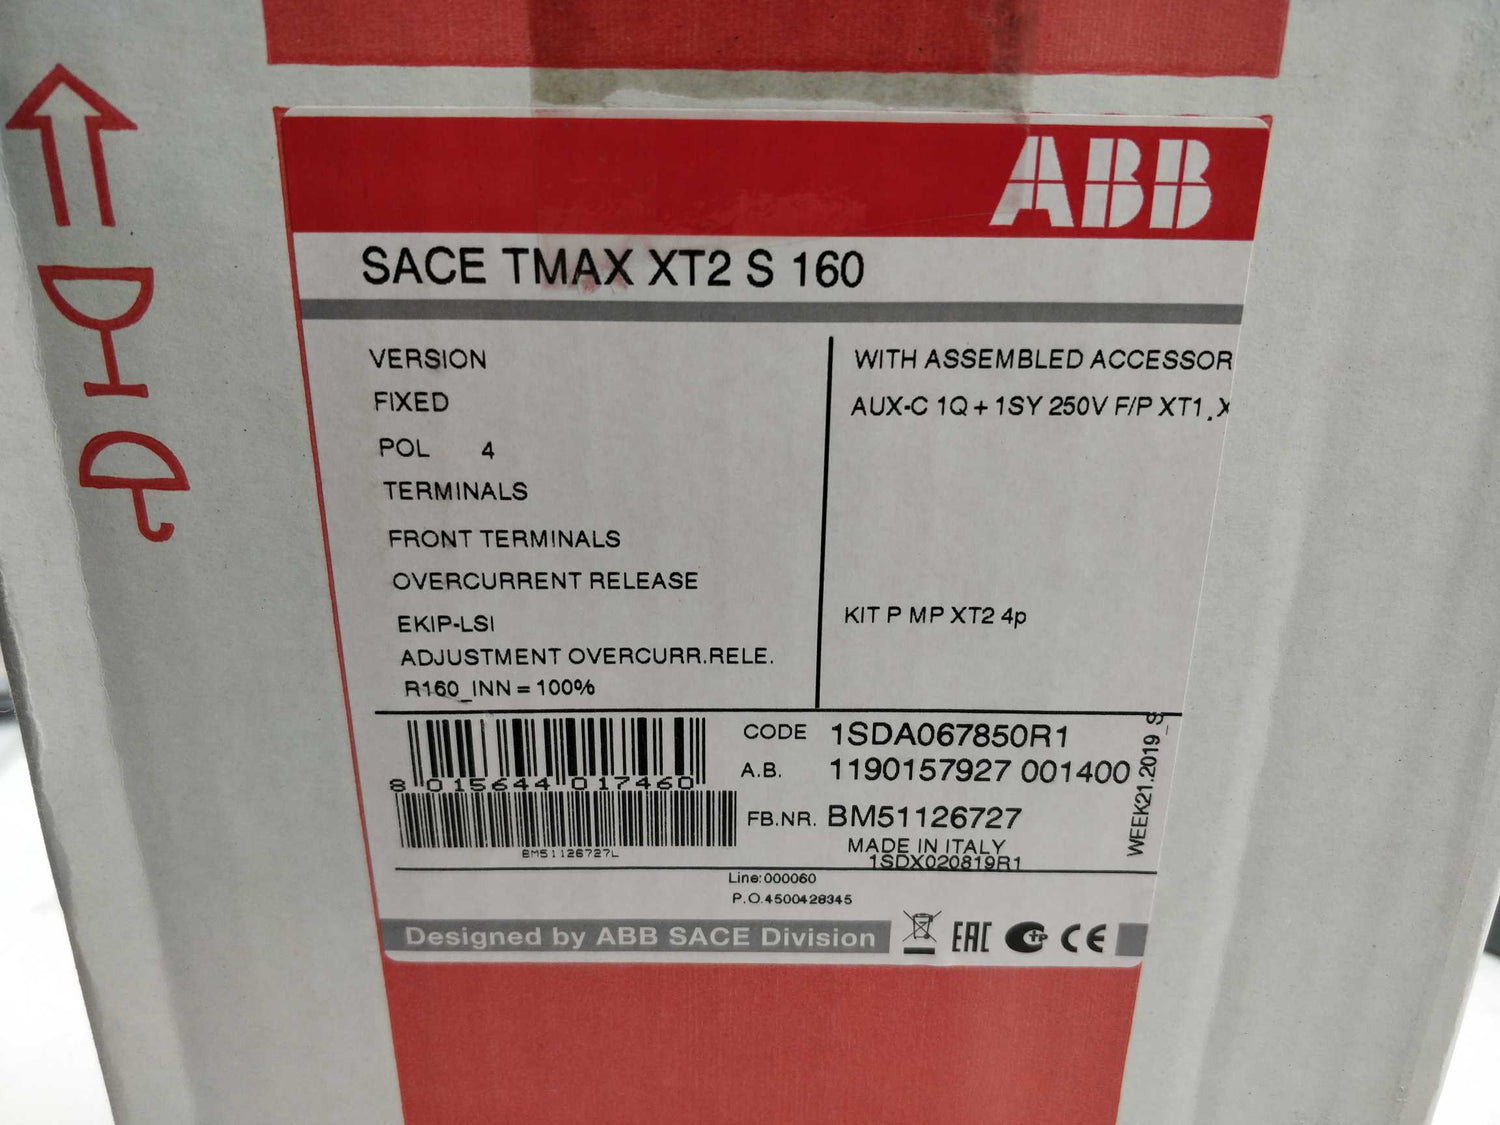 ABB
SACE TMAX XT2 S 160
VERSION
FIXED
POL 4
TERMINALS
FRONT TERMINALS
OVERCURRENT RELEASE
EKIP-LSI
ADJUSTMENT OVERCURR.RELE.
R160_INN = 100%
WITH ASSEMBLED ACCESSOR
AUX-C 1Q + 1SY 250V F/P XT1, X
KIT P MP XT2 4p
8 015644 017460
BM51126727L
CODE 1SDA067850R1
A.B. 1190157927 001400
FB.NR. BM51126727
MADE IN ITALY
1SDX020819R1
WEEK21.2019_S
Line:000060
P.O.4500428345
Designed by ABB SACE Division
EAC
CE